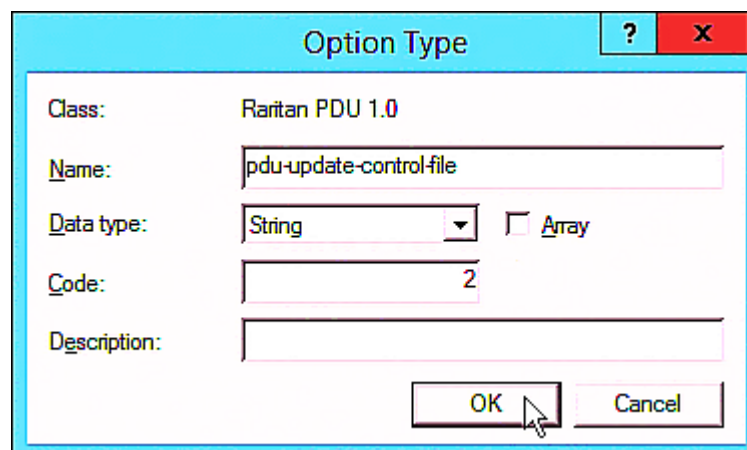 Option Type
?
x
Class: Raritan PDU 1.0
Name: pdu-update-control-file
Data type: String Array
Code: 2
Description:
OK Cancel